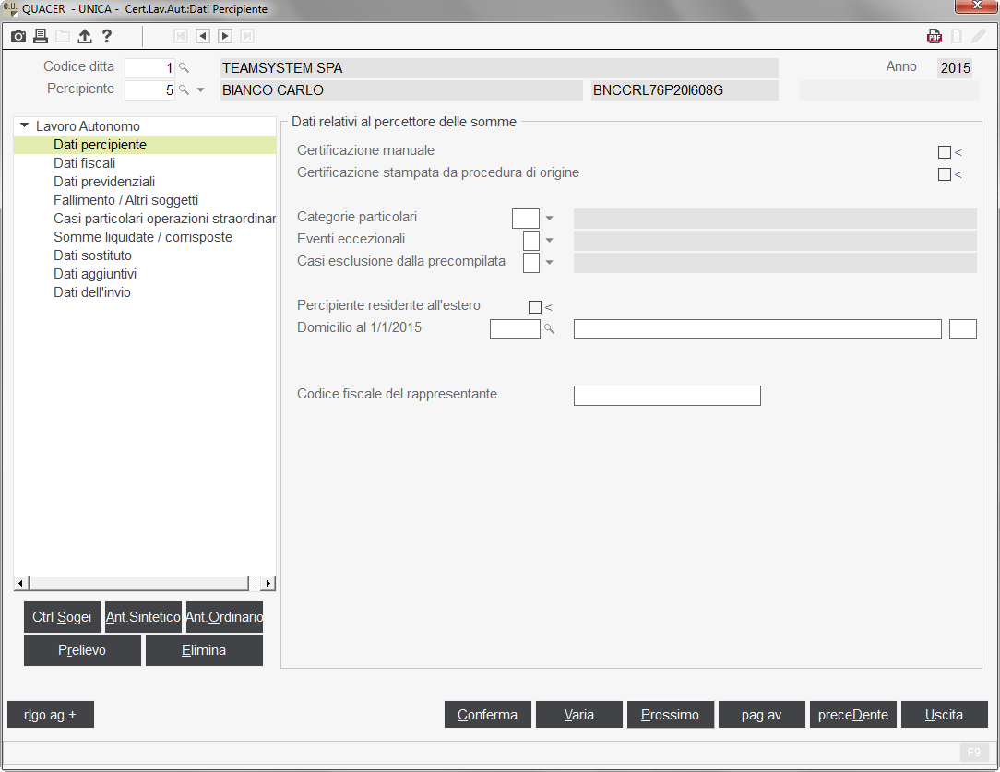 C.U. QUACER - UNICA - Cert.Lav.Aut.:Dati Percipiente
? PDF
Codice ditta 1 TEAMSYSTEM SPA Anno 2015
Percipiente 5 BIANCO CARLO BNCCRL76P20I608G
Lavoro Autonomo
Dati percipiente
Dati fiscali
Dati previdenziali
Fallimento / Altri soggetti
Casi particolari operazioni straordinar
Somme liquidate / corrisposte
Dati sostituto
Dati aggiuntivi
Dati dell'invio
Dati relativi al percettore delle somme
Certificazione manuale <
Certificazione stampata da procedura di origine <
Categorie particolari
Eventi eccezionali
Casi esclusione dalla precompilata
Percipiente residente all'estero <
Domicilio al 1/1/2015
Codice fiscale del rappresentante
Ctrl Sogei Ant.Sintetico Ant.Ordinario
Prelievo Elimina
rIgo ag.+ Conferma Varia Prossimo pag.av preceDente Uscita
F9